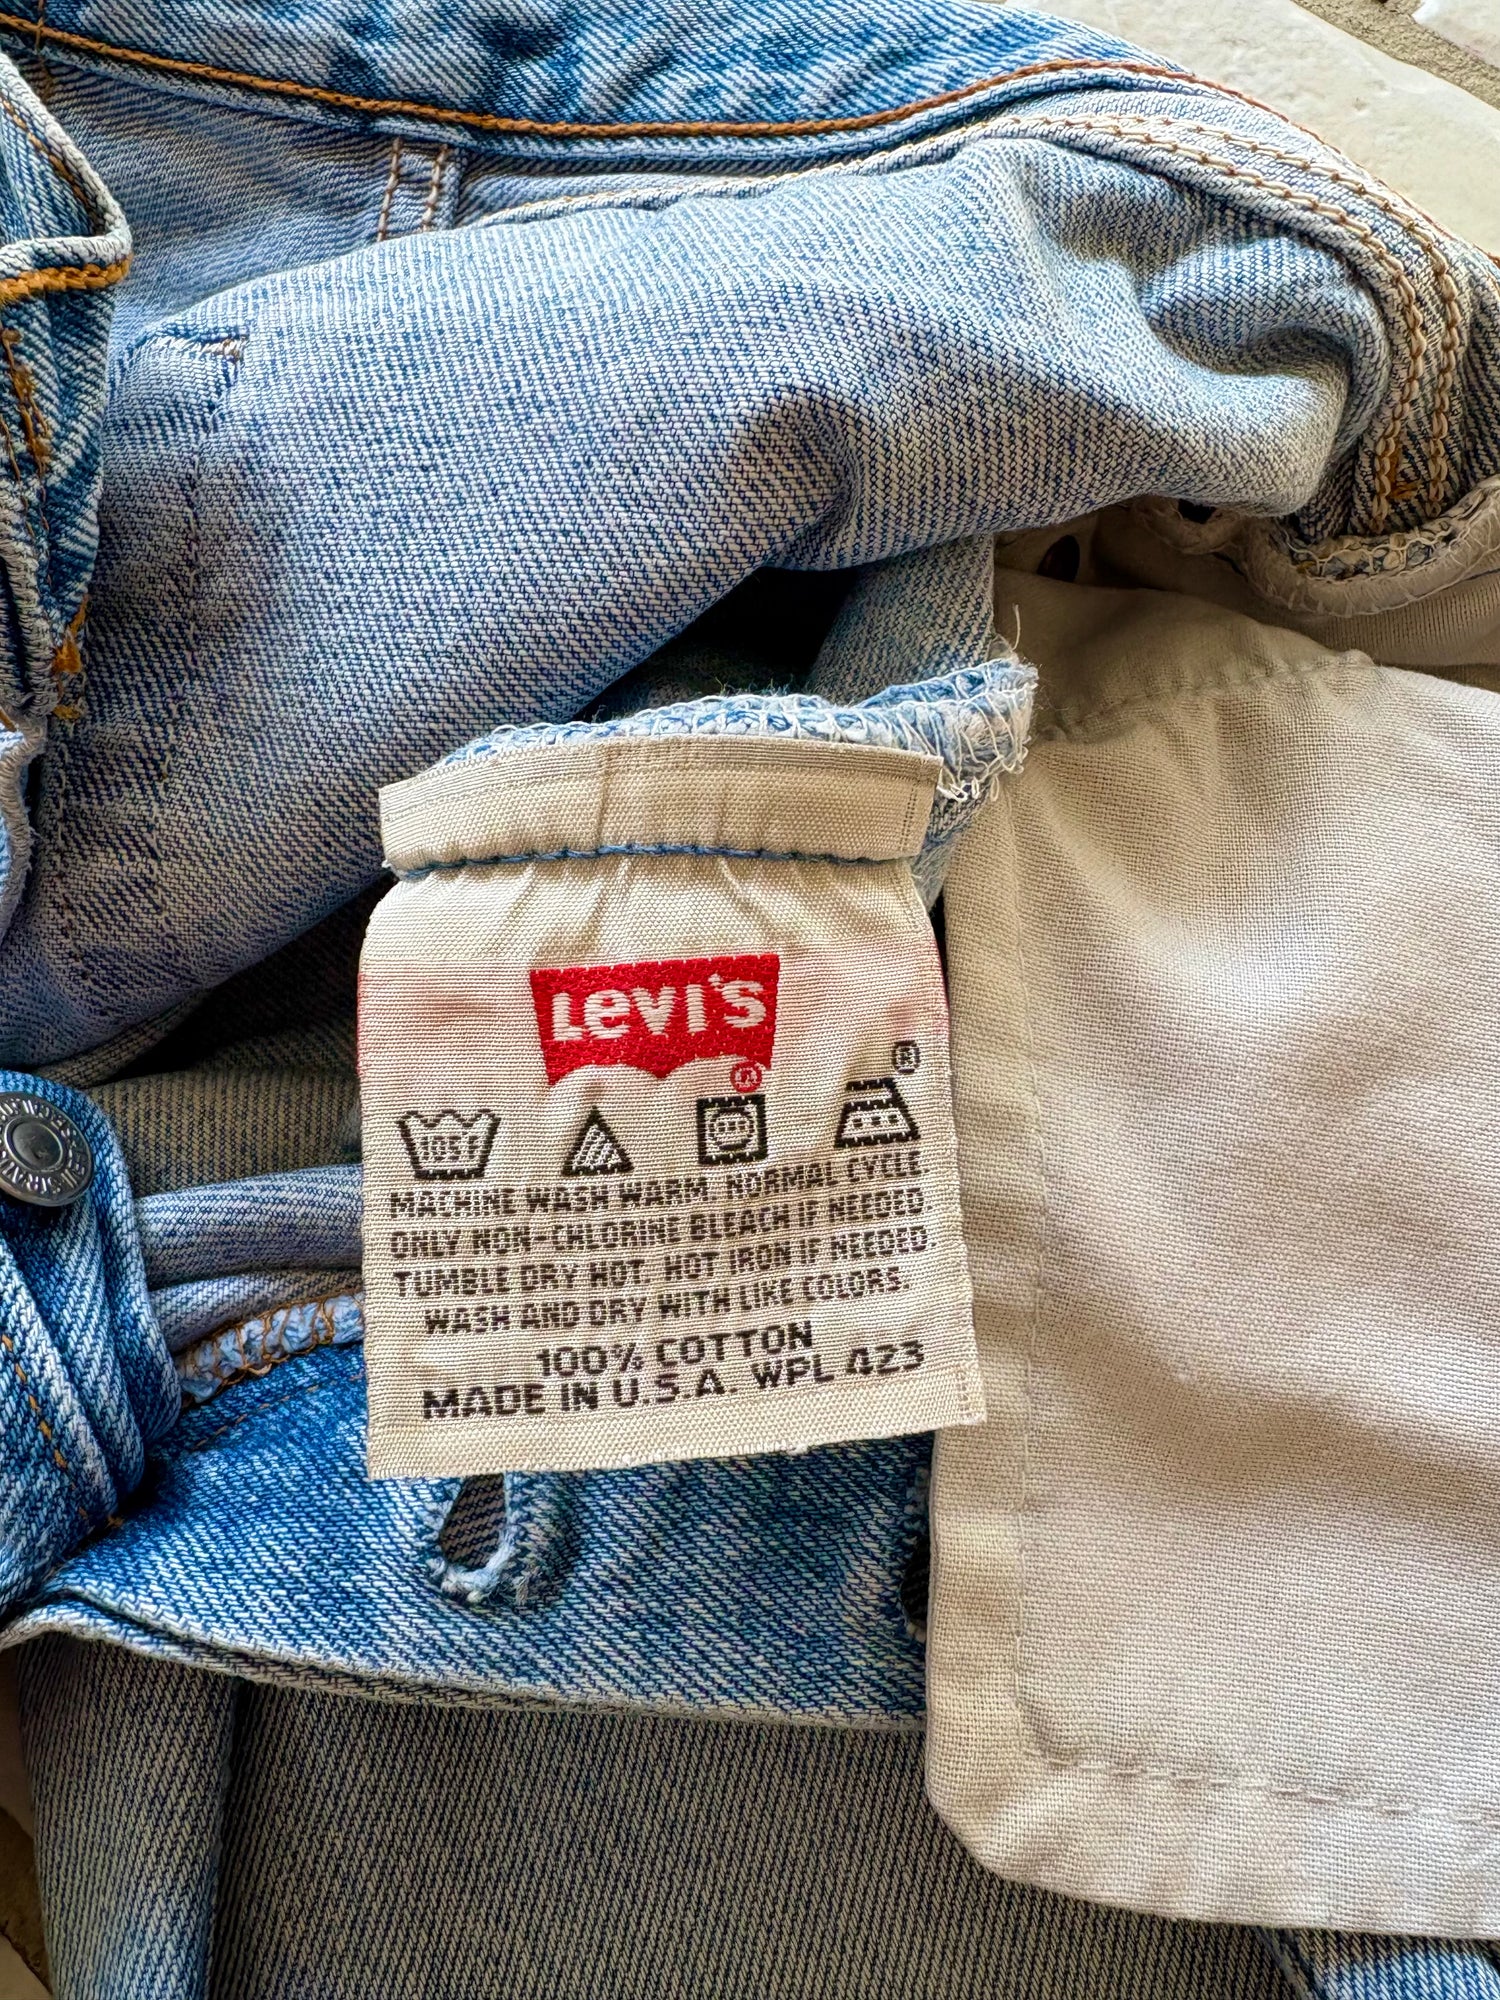 Levi's
®
®
105F
MACHINE WASH WARM. NORMAL CYCLE.
ONLY NON-CHLORINE BLEACH IF NEEDED.
TUMBLE DRY HOT. HOT IRON IF NEEDED.
WASH AND DRY WITH LIKE COLORS.
100% COTTON
MADE IN U.S.A. WPL 423